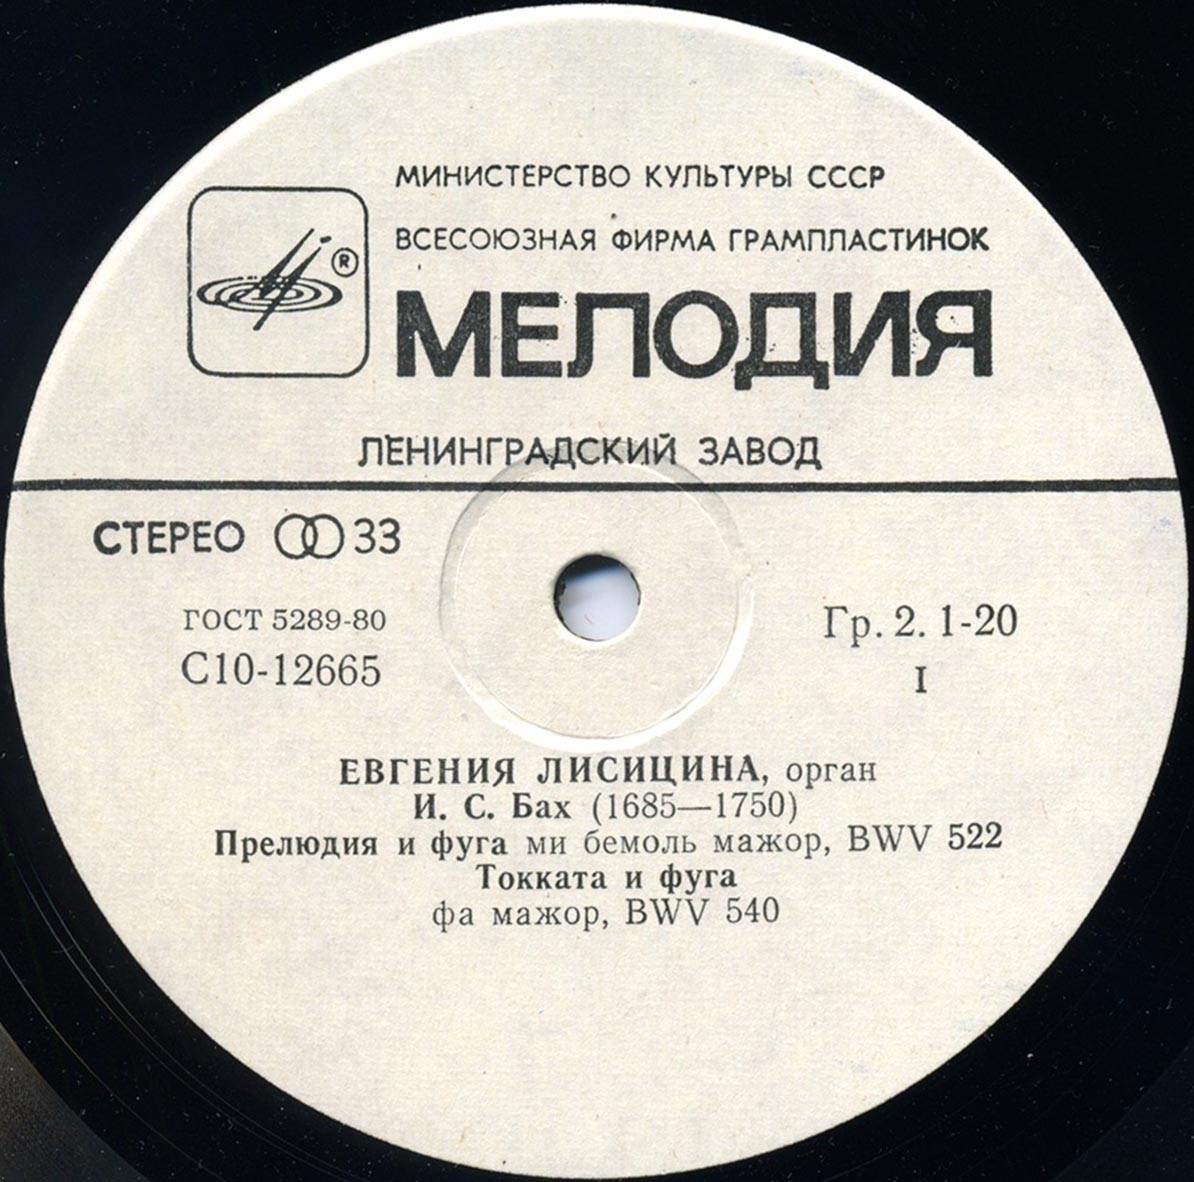 МИНИСТЕРСТВО КУЛЬТУРЫ СССР
ВСЕСОЮЗНАЯ ФИРМА ГРАМПЛАСТИНОК
®
МЕЛОДИЯ
ЛЕНИНГРАДСКИЙ ЗАВОД
СТЕРЕО 33
ГОСТ 5289-80
С10-12665
Гр. 2. 1-20
I
ЕВГЕНИЯ ЛИСИЦИНА, орган
И. С. Бах (1685—1750)
Прелюдия и фуга ми бемоль мажор, BWV 522
Токката и фуга
фа мажор, BWV 540